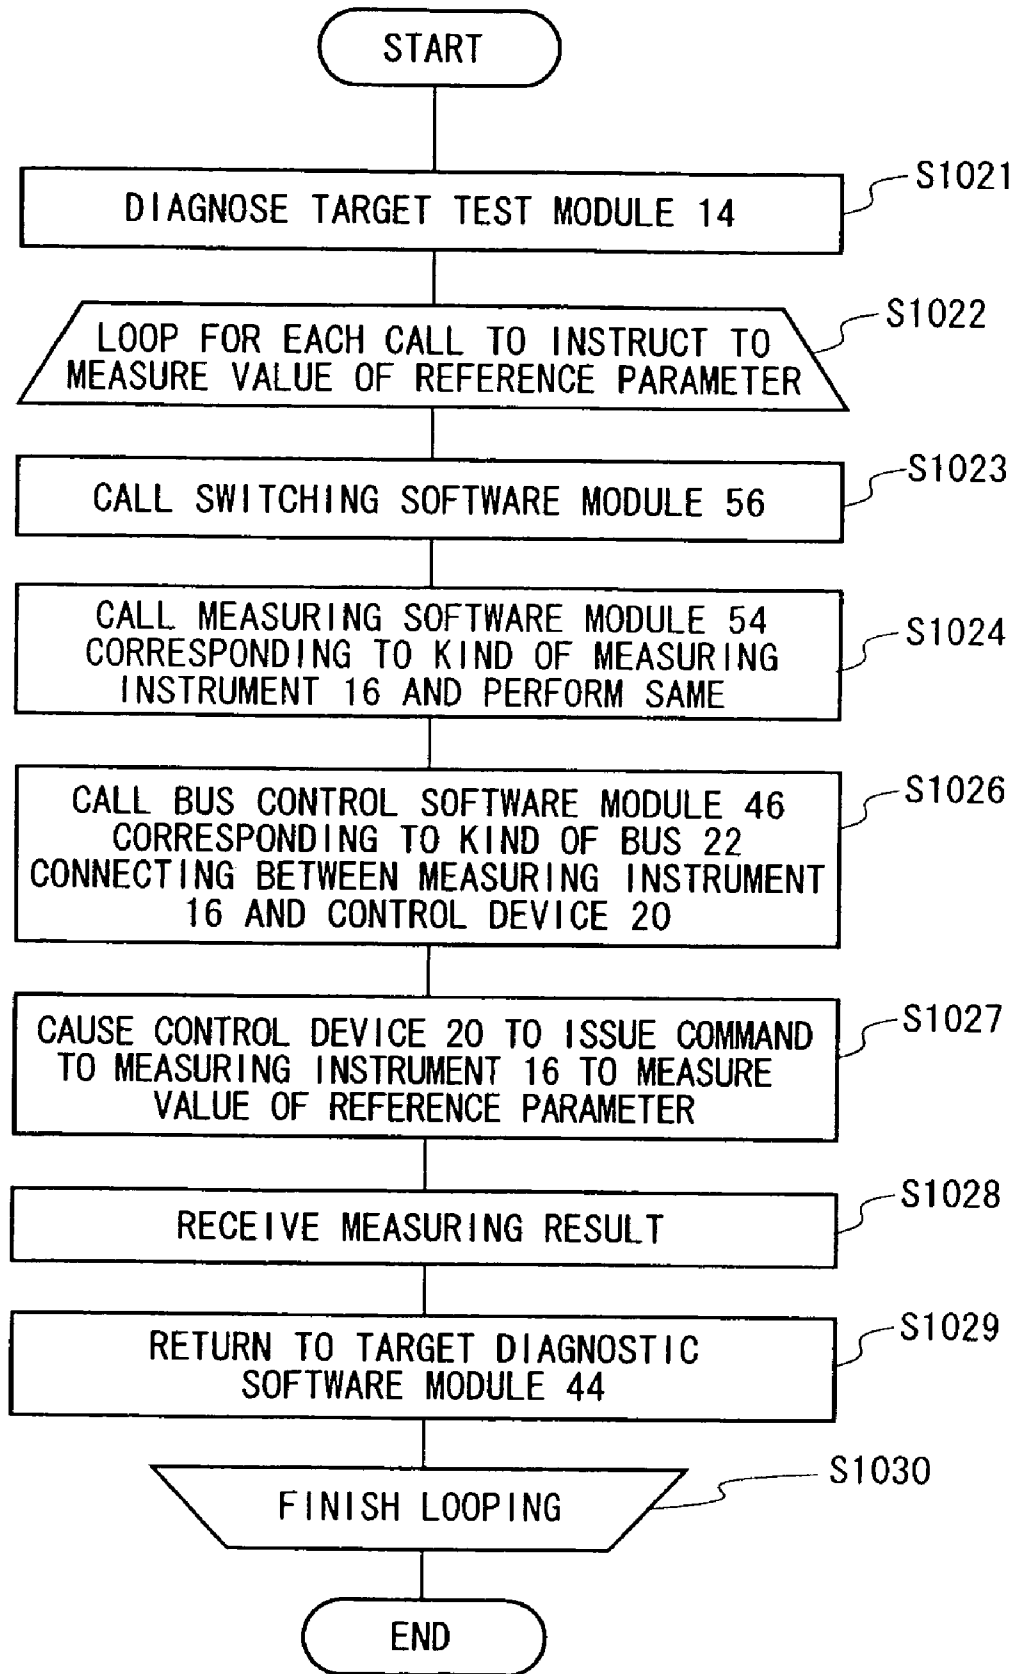 START
DIAGNOSE TARGET TEST MODULE 14
S1021
LOOP FOR EACH CALL TO INSTRUCT TO
MEASURE VALUE OF REFERENCE PARAMETER
S1022
CALL SWITCHING SOFTWARE MODULE 56
S1023
CALL MEASURING SOFTWARE MODULE 54
CORRESPONDING TO KIND OF MEASURING
INSTRUMENT 16 AND PERFORM SAME
S1024
CALL BUS CONTROL SOFTWARE MODULE 46
CORRESPONDING TO KIND OF BUS 22
CONNECTING BETWEEN MEASURING INSTRUMENT
16 AND CONTROL DEVICE 20
S1026
CAUSE CONTROL DEVICE 20 TO ISSUE COMMAND
TO MEASURING INSTRUMENT 16 TO MEASURE
VALUE OF REFERENCE PARAMETER
S1027
RECEIVE MEASURING RESULT
S1028
RETURN TO TARGET DIAGNOSTIC
SOFTWARE MODULE 44
S1029
FINISH LOOPING
S1030
END